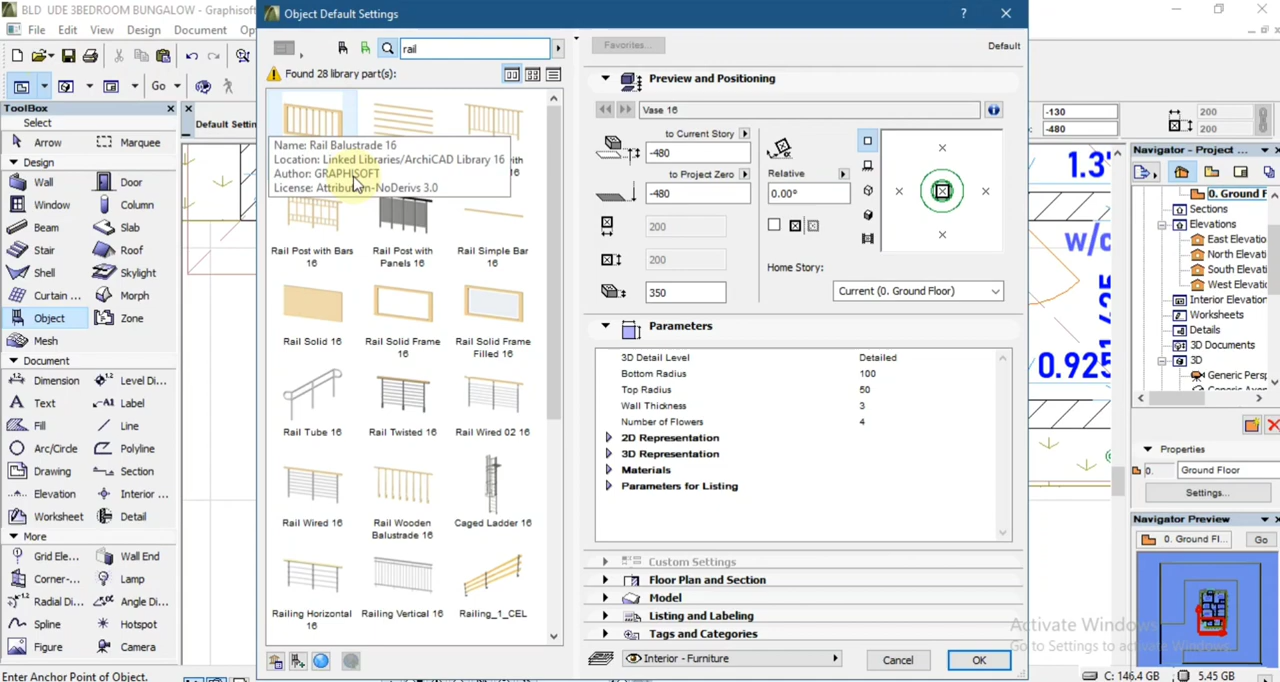 BLD UDE 3BEDROOM BUNGALOW - Graphisoft
File Edit View Design Document
Go
ToolBox
Select
Default Settin
Arrow Marquee
Design
Wall Door
Window Column
Beam Slab
Stair Roof
Shell Skylight
Curtain ... Morph
Object Zone
Mesh
Document
Dimension Level Di...
Text Label
Fill Line
Arc/Circle Polyline
Drawing Section
Elevation Interior ...
Worksheet Detail
More
Grid Ele... Wall End
Corner-... Lamp
Radial Di... Angle Di...
Spline Hotspot
Figure Camera
Enter Anchor Point of Object.
Object Default Settings
?
rail
Found 28 library part(s):
Name: Rail Balustrade 16
Location: Linked Libraries/ArchiCAD Library 16
Author: GRAPHISOFT
License: Attribution-NoDerivs 3.0
Rail Post with Bars 16
Rail Post with Panels 16
Rail Simple Bar 16
Rail Solid 16
Rail Solid Frame 16
Rail Solid Frame Filled 16
Rail Tube 16
Rail Twisted 16
Rail Wired 02 16
Rail Wired 16
Rail Wooden Balustrade 16
Caged Ladder 16
Railing Horizontal 16
Railing Vertical 16
Railing_1_CEL
Favorites...
Default
Preview and Positioning
Vase 16
to Current Story
-480
to Project Zero
-480
200
200
350
Relative
0.00°
Home Story:
Current (0. Ground Floor)
Parameters
3D Detail Level Detailed
Bottom Radius 100
Top Radius 50
Wall Thickness 3
Number of Flowers 4
2D Representation
3D Representation
Materials
Parameters for Listing
Custom Settings
Floor Plan and Section
Model
Listing and Labeling
Tags and Categories
Interior - Furniture
Cancel
OK
-130
-480
200
200
1.3
w/c
0.925
Navigator - Project ...
0. Ground F
Sections
Elevations
East Elevatio
North Elevati
South Elevati
West Elevatic
Interior Elevation
Worksheets
Details
3D Documents
3D
Generic Persp
Properties
0. Ground Floor
Settings...
Navigator Preview
0. Ground Fl...
Go
Activate Windows
Go to Settings to activate Windows.
C: 146.4 GB 5.45 GB